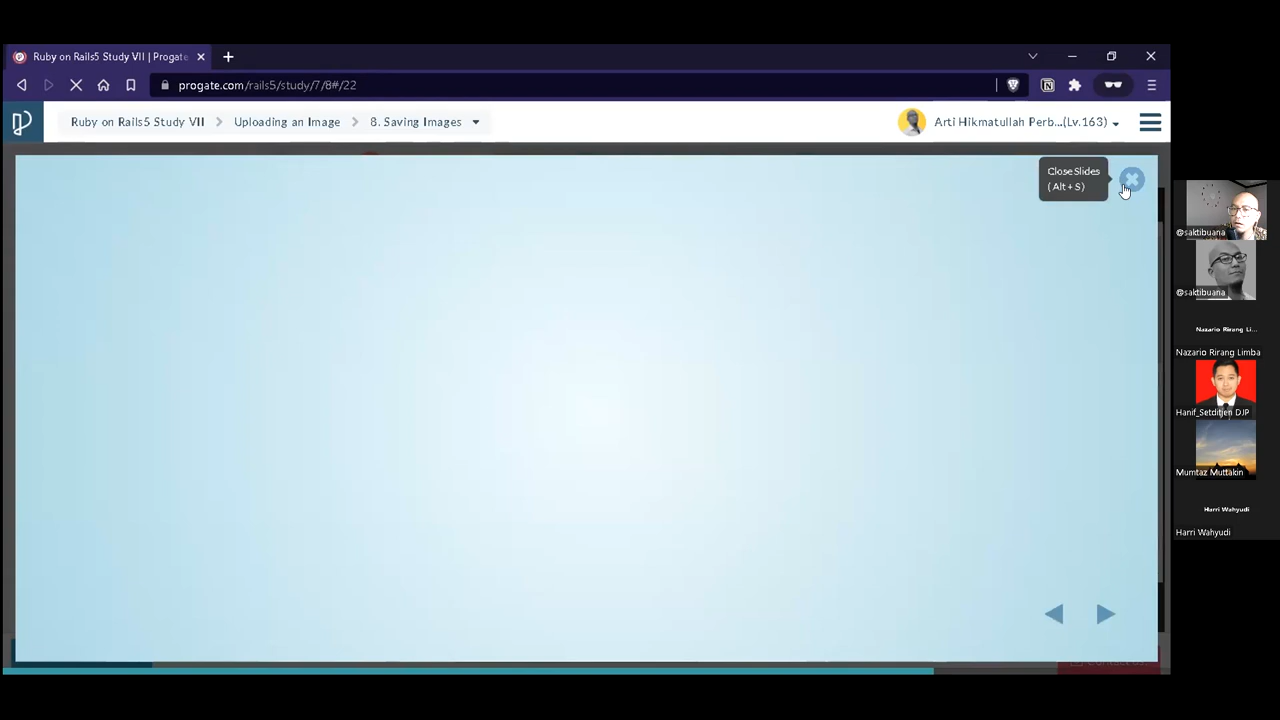 Ruby on Rails5 Study VII | Progate
progate.com/rails5/study/7/8#/22
Ruby on Rails5 Study VII
Uploading an Image
8. Saving Images
Arti Hikmatullah Perb...(Lv.163)
Close Slides
(Alt + S)
@saktibuana
@saktibuana
Nazario Rirang Li...
Nazario Rirang Limba
Hanif_Setditjen DJP
Mumtaz Muttakin
Harri Wahyudi
Harri Wahyudi
Contact us